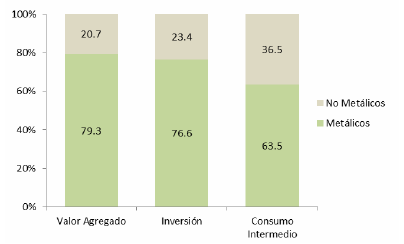 100%
80%
60%
40%
20%
0%
20.7
23.4
36.5
79.3
76.6
63.5
No Metálicos
Metálicos
Valor Agregado
Inversión
Consumo
Intermedio